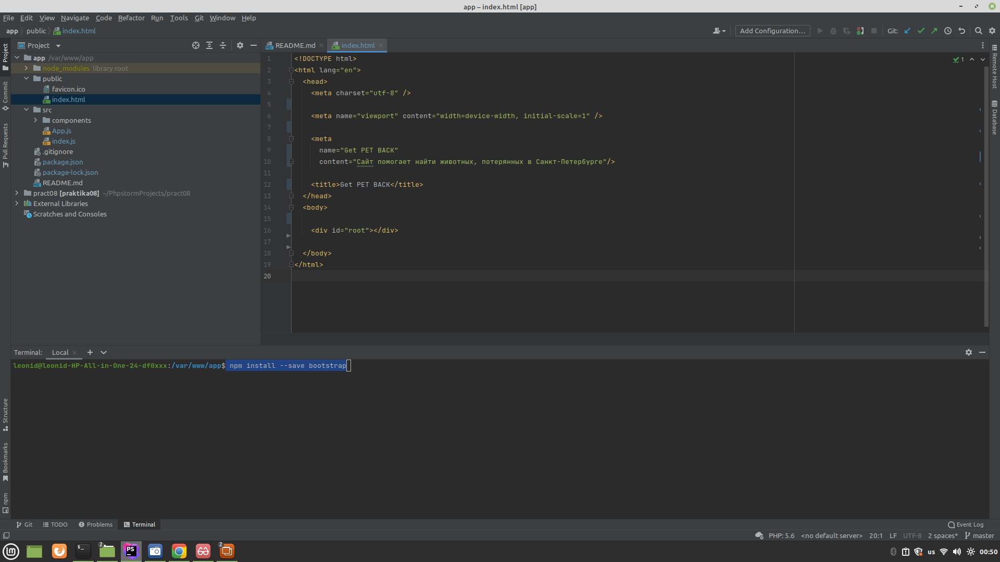 app – index.html [app]
File Edit View Navigate Code Refactor Run Tools Git Window Help
app public index.html
Add Configuration...
Git:
Project
README.md
index.html
app /var/www/app
node_modules library root
public
favicon.ico
index.html
src
components
App.js
index.js
.gitignore
package.json
package-lock.json
README.md
pract08 [praktika08] ~/PhpstormProjects/pract08
External Libraries
Scratches and Consoles
1 <!DOCTYPE html>
2 <html lang="en">
3 <head>
4 <meta charset="utf-8" />
5
6 <meta name="viewport" content="width=device-width, initial-scale=1" />
7
8 <meta
9 name="Get PET BACK"
10 content="Сайт помогает найти животных, потерянных в Санкт-Петербурге"/>
11
12 <title>Get PET BACK</title>
13 </head>
14 <body>
15
16 <div id="root"></div>
17
18 </body>
19 </html>
20
1
Project
Commit
Pull Requests
Structure
Bookmarks
npm
Remote Host
Database
Terminal: Local
leonid@leonid-HP-All-in-One-24-df0xxx:/var/www/app$ npm install --save bootstrap
Git TODO Problems Terminal
Event Log
PHP: 5.6 <no default server> 20:1 LF UTF-8 2 spaces* master
2
PS
2
us
00:50